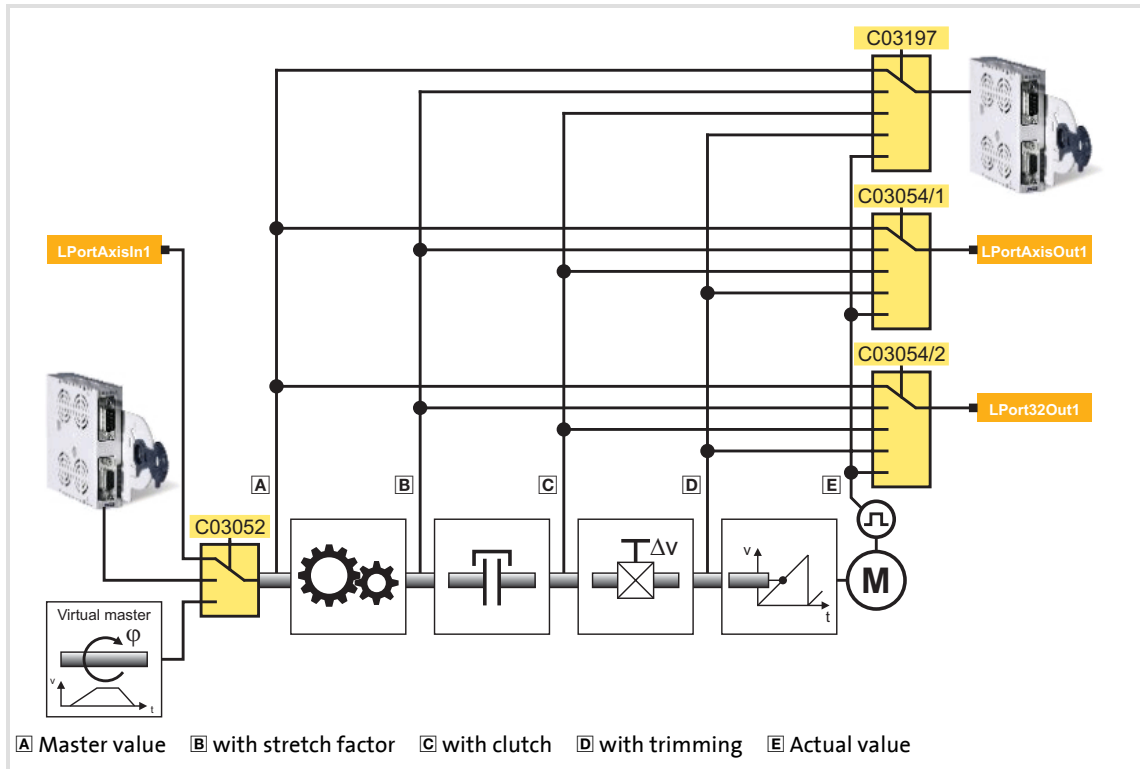 C03197
C03054/1
LPortAxisIn1
LPortAxisOut1
C03054/2
LPort32Out1
A
B
C
D
E
C03052
Δv
v
t
M
Virtual master
φ
v
t
A Master value B with stretch factor C with clutch D with trimming E Actual value